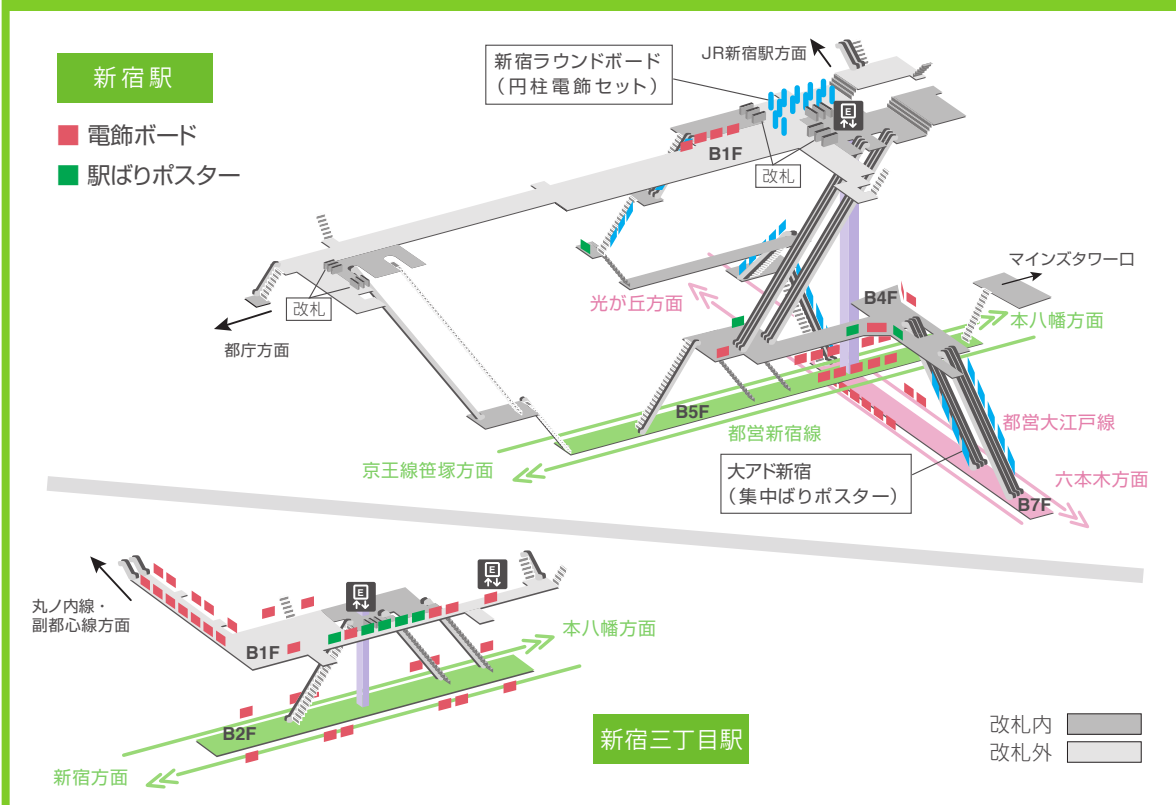 新宿駅
電飾ボード
駅ばりポスター
新宿ラウンドボード
（円柱電飾セット）
JR新宿駅方面
E
B1F
改札
改札
都庁方面
光が丘方面
マインズタワー口
B4F
本八幡方面
B5F
都営新宿線
都営大江戸線
京王線笹塚方面
大アド新宿
（集中ばりポスター）
六本木方面
B7F
丸ノ内線・
副都心線方面
E
E
B1F
本八幡方面
B2F
新宿方面
新宿三丁目駅
改札内
改札外